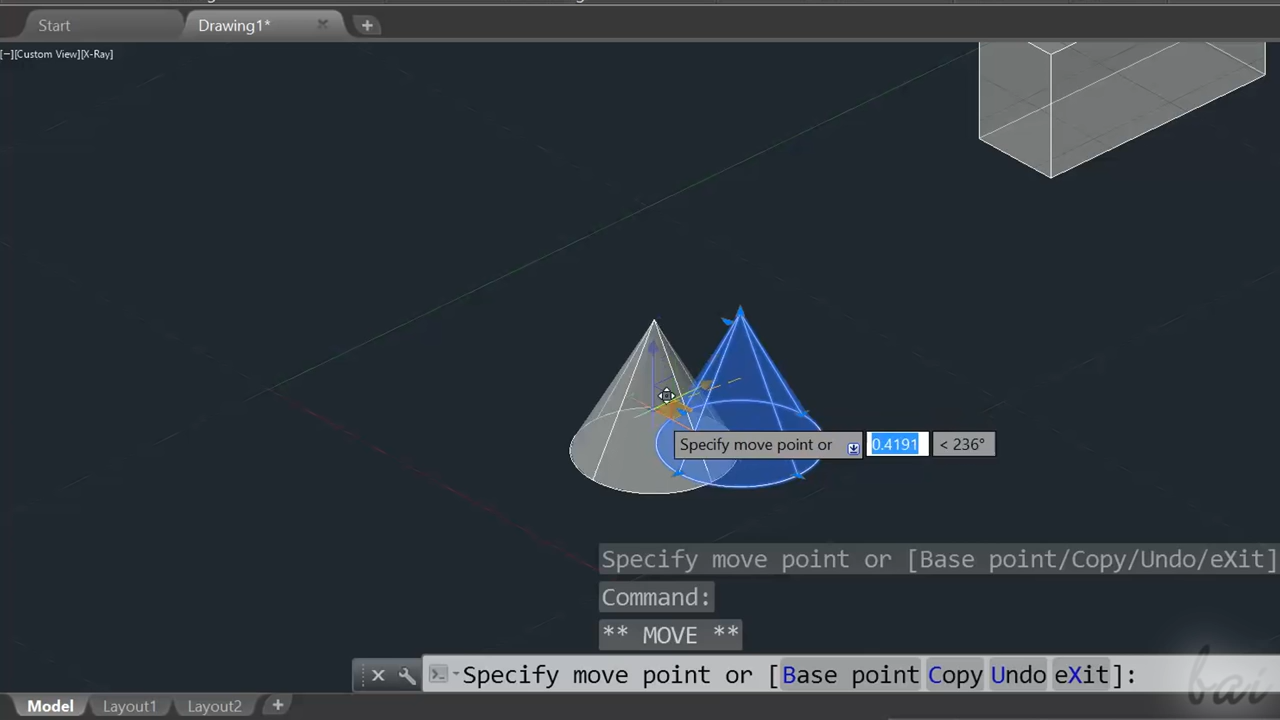 Start
Drawing1*
[−][Custom View][X-Ray]
Specify move point or 0.4191 < 236°
Specify move point or [Base point/Copy/Undo/eXit]
Command:
** MOVE **
Specify move point or [Base point Copy Undo eXit]:
bai
Model Layout1 Layout2